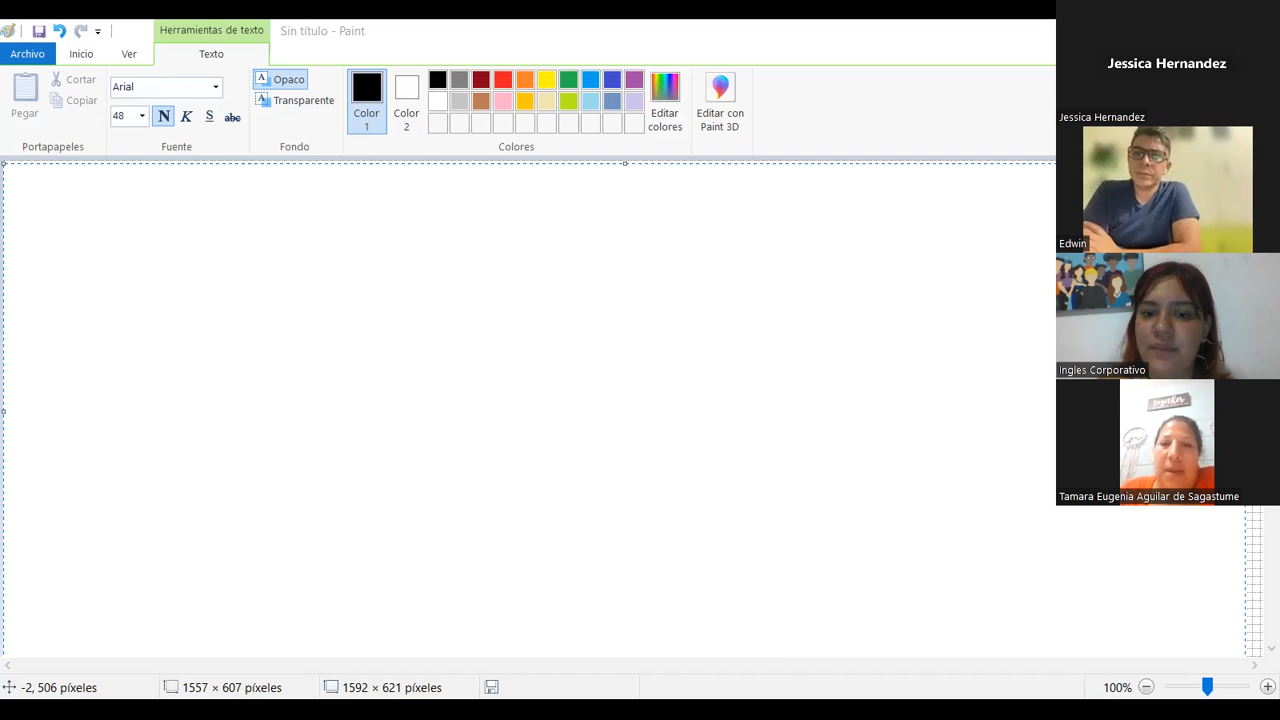 Herramientas de texto
Sin título - Paint
Archivo
Inicio
Ver
Texto
Pegar
Cortar
Copiar
Portapapeles
Arial
48
N K S abc
Fuente
Opaco
Transparente
Fondo
Color
1
Color
2
Editar
colores
Colores
Editar con
Paint 3D
Jessica Hernandez
Jessica Hernandez
Edwin
Ingles Corporativo
together
Tamara Eugenia Aguilar de Sagastume
-2, 506 píxeles
1557 × 607 píxeles
1592 × 621 píxeles
100%